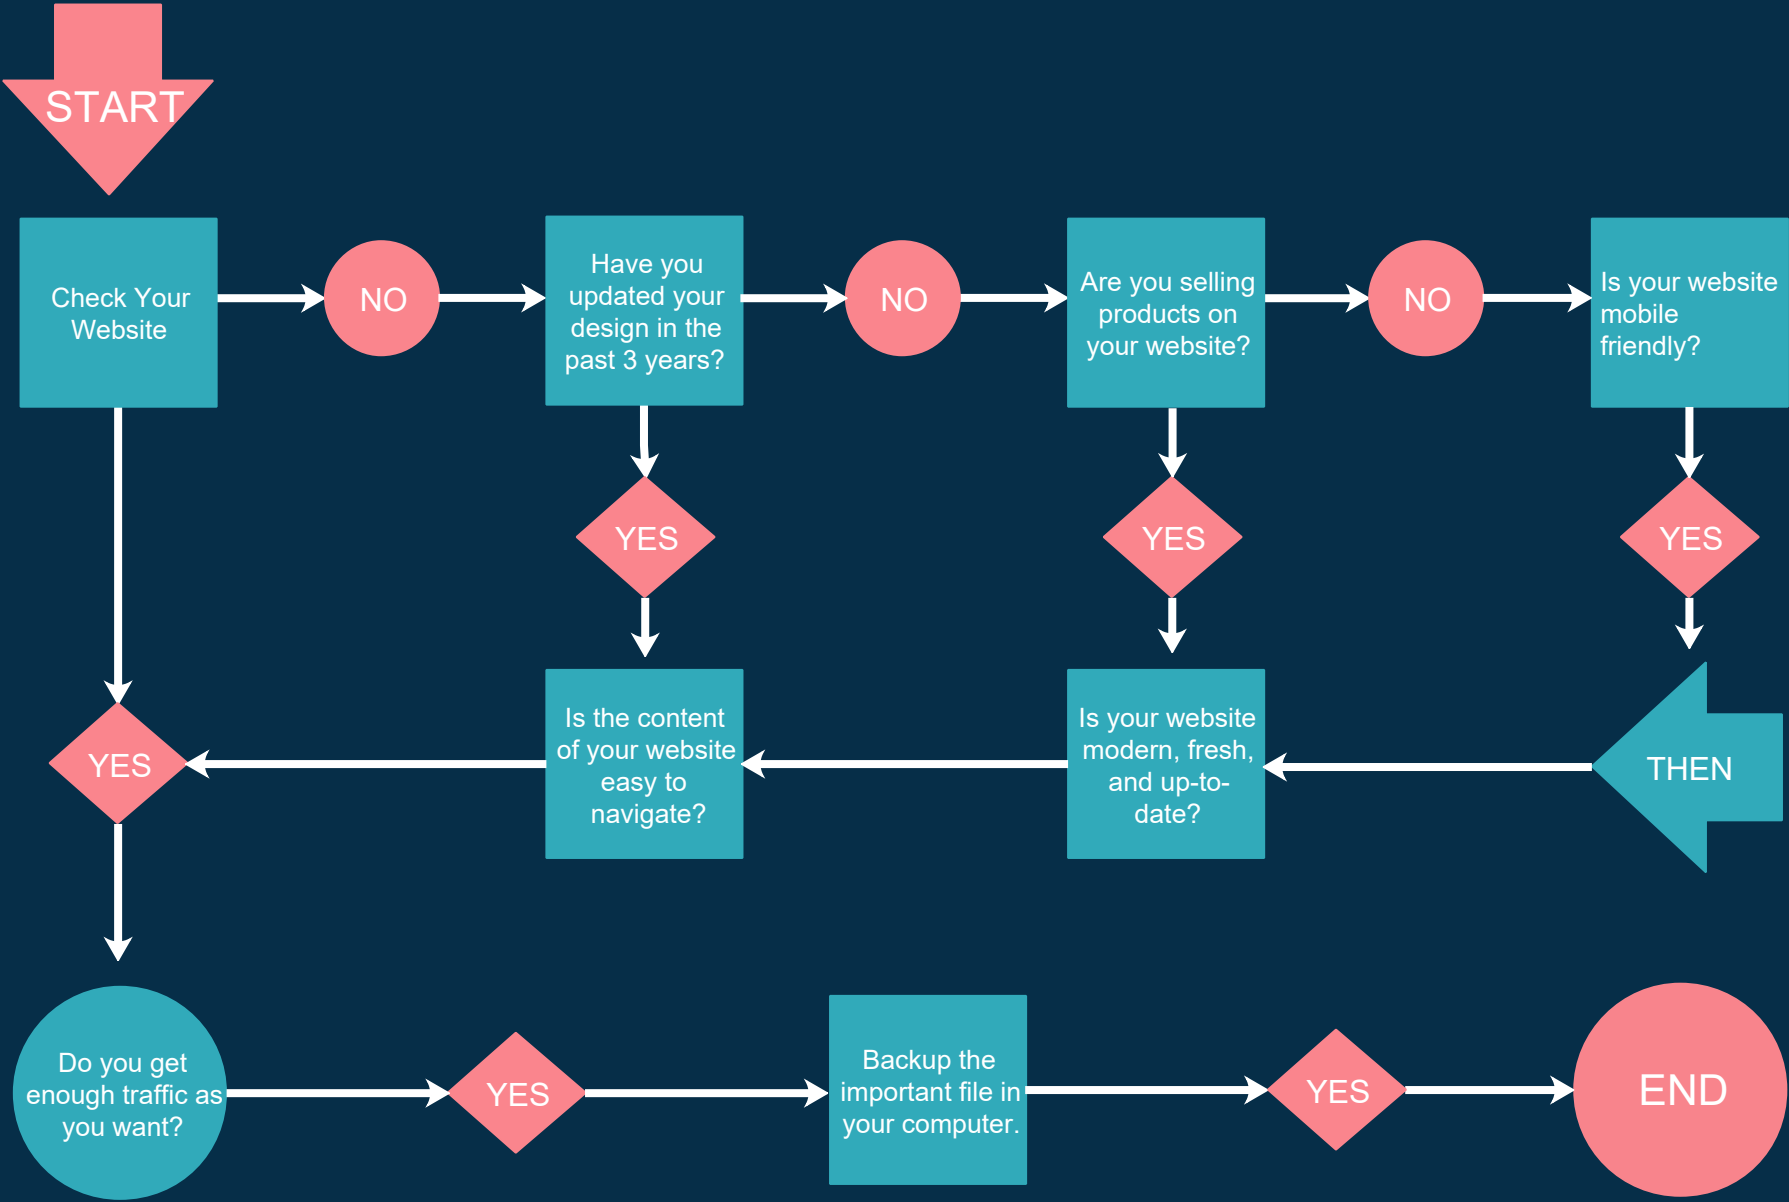 START
Check Your
Website
NO
Have you
updated your
design in the
past 3 years?
NO
Are you selling
products on
your website?
NO
Is your website
mobile
friendly?
YES
YES
YES
YES
Is the content
of your website
easy to
navigate?
Is your website
modern, fresh,
and up-to-
date?
THEN
Do you get
enough traffic as
you want?
YES
Backup the
important file in
your computer.
YES
END